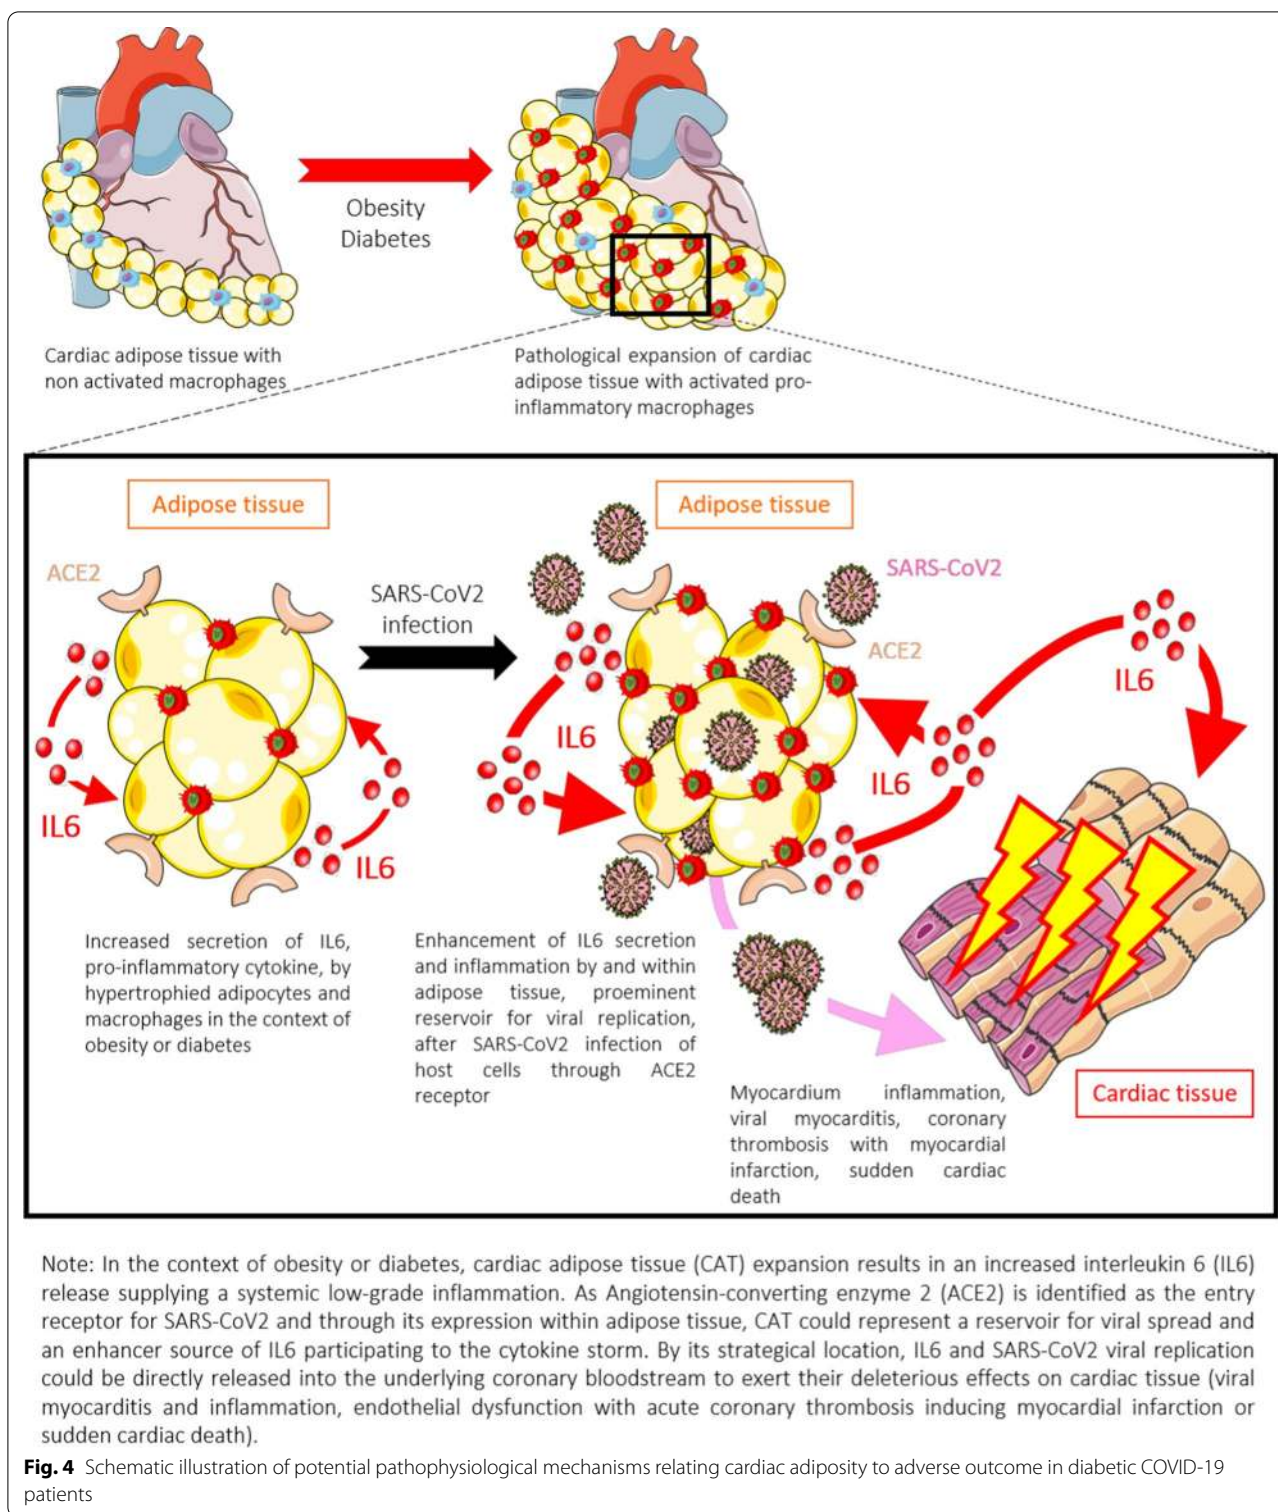 Obesity
Diabetes
Cardiac adipose tissue with
non activated macrophages
Pathological expansion of cardiac
adipose tissue with activated pro-
inflammatory macrophages
Adipose tissue
Adipose tissue
ACE2
SARS-CoV2
infection
SARS-CoV2
ACE2
IL6
IL6
IL6
IL6
IL6
Increased secretion of IL6,
pro-inflammatory cytokine, by
hypertrophied adipocytes and
macrophages in the context of
obesity or diabetes
Enhancement of IL6 secretion
and inflammation by and within
adipose tissue, proeminent
reservoir for viral replication,
after SARS-CoV2 infection of
host cells through ACE2
receptor
Myocardium inflammation,
viral myocarditis, coronary
thrombosis with myocardial
infarction, sudden cardiac
death
Cardiac tissue
Note: In the context of obesity or diabetes, cardiac adipose tissue (CAT) expansion results in an increased interleukin 6 (IL6)
release supplying a systemic low-grade inflammation. As Angiotensin-converting enzyme 2 (ACE2) is identified as the entry
receptor for SARS-CoV2 and through its expression within adipose tissue, CAT could represent a reservoir for viral spread and
an enhancer source of IL6 participating to the cytokine storm. By its strategical location, IL6 and SARS-CoV2 viral replication
could be directly released into the underlying coronary bloodstream to exert their deleterious effects on cardiac tissue (viral
myocarditis and inflammation, endothelial dysfunction with acute coronary thrombosis inducing myocardial infarction or
sudden cardiac death).
Fig. 4 Schematic illustration of potential pathophysiological mechanisms relating cardiac adiposity to adverse outcome in diabetic COVID-19
patients